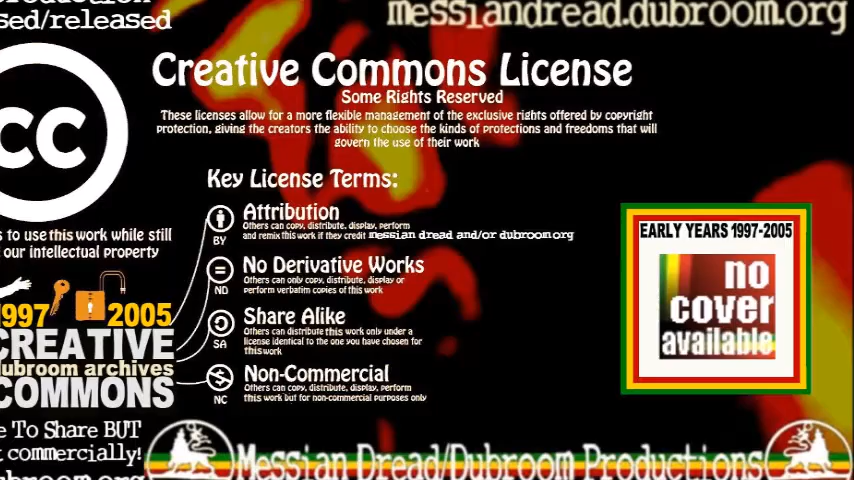 sed/released
messiandread.dubroom.org
cc
Creative Commons License
Some Rights Reserved
These licenses allow for a more flexible management of the exclusive rights offered by copyright
protection, giving the creators the ability to choose the kinds of protections and freedoms that will
govern the use of their work
Key License Terms:
Attribution
Others can copy, distribute, display, perform
and remix this work if they credit messian dread and/or dubroom.org
BY
No Derivative Works
Others can only copy, distribute, display or
perform verbatim copies of this work
ND
Share Alike
Others can distribute this work only under a
license identical to the one you have chosen for
this work
SA
Non-Commercial
Others can copy, distribute, display, perform
this work but for non-commercial purposes only
NC
s to use this work while still
our intellectual property
1997 2005
CREATIVE
dubroom archives
COMMONS
e To Share BUT
t commercially!
ubroom.org
EARLY YEARS 1997-2005
no
cover
available
Messian Dread/Dubroom Productions